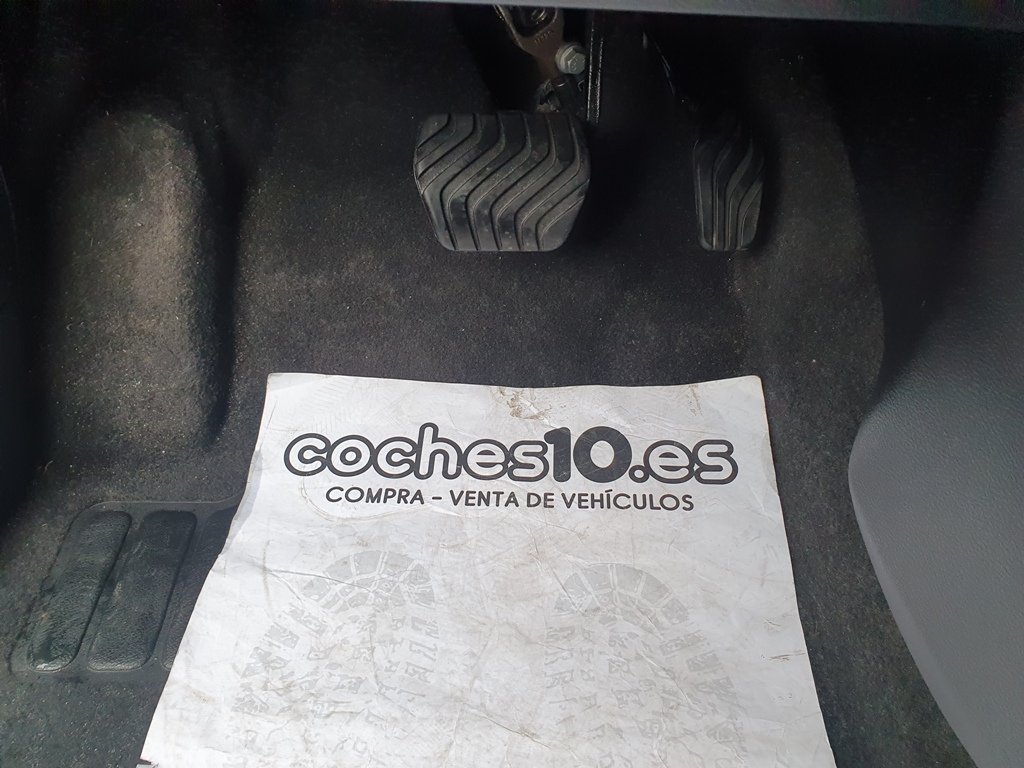 coches10.es
COMPRA - VENTA DE VEHÍCULOS